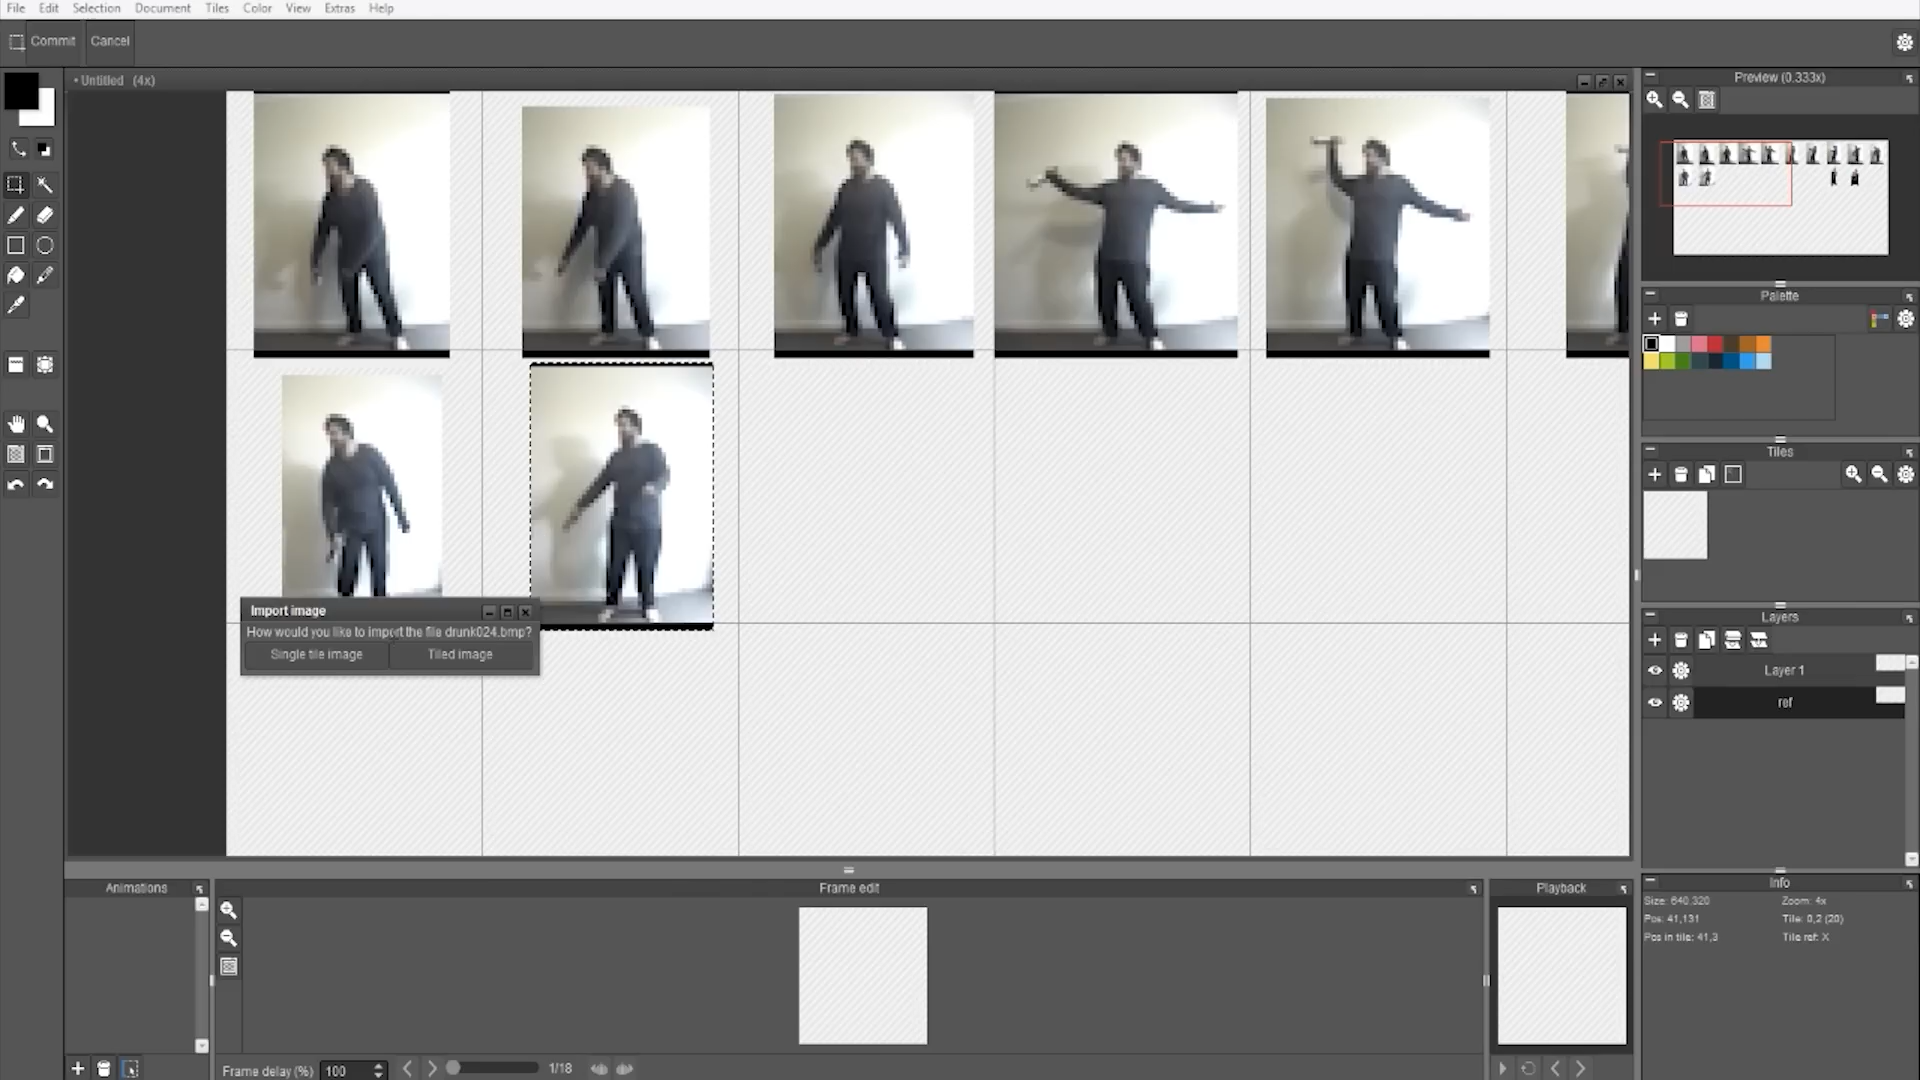 File Edit Selection Document Tiles Color View Extras Help
Commit Cancel
• Untitled (4x)
Preview (0.333x)
Palette
Tiles
Import image
How would you like to import the file drunk024.bmp?
Single tile image Tiled image
Layers
Layer 1
ref
Animations
Frame edit
Playback
Info
Size: 640,320 Zoom: 4x
Pos: 41,131 Tile: 0,2 (20)
Pos in tile: 41,3 Tile ref: X
Frame delay (%) 100 1/18